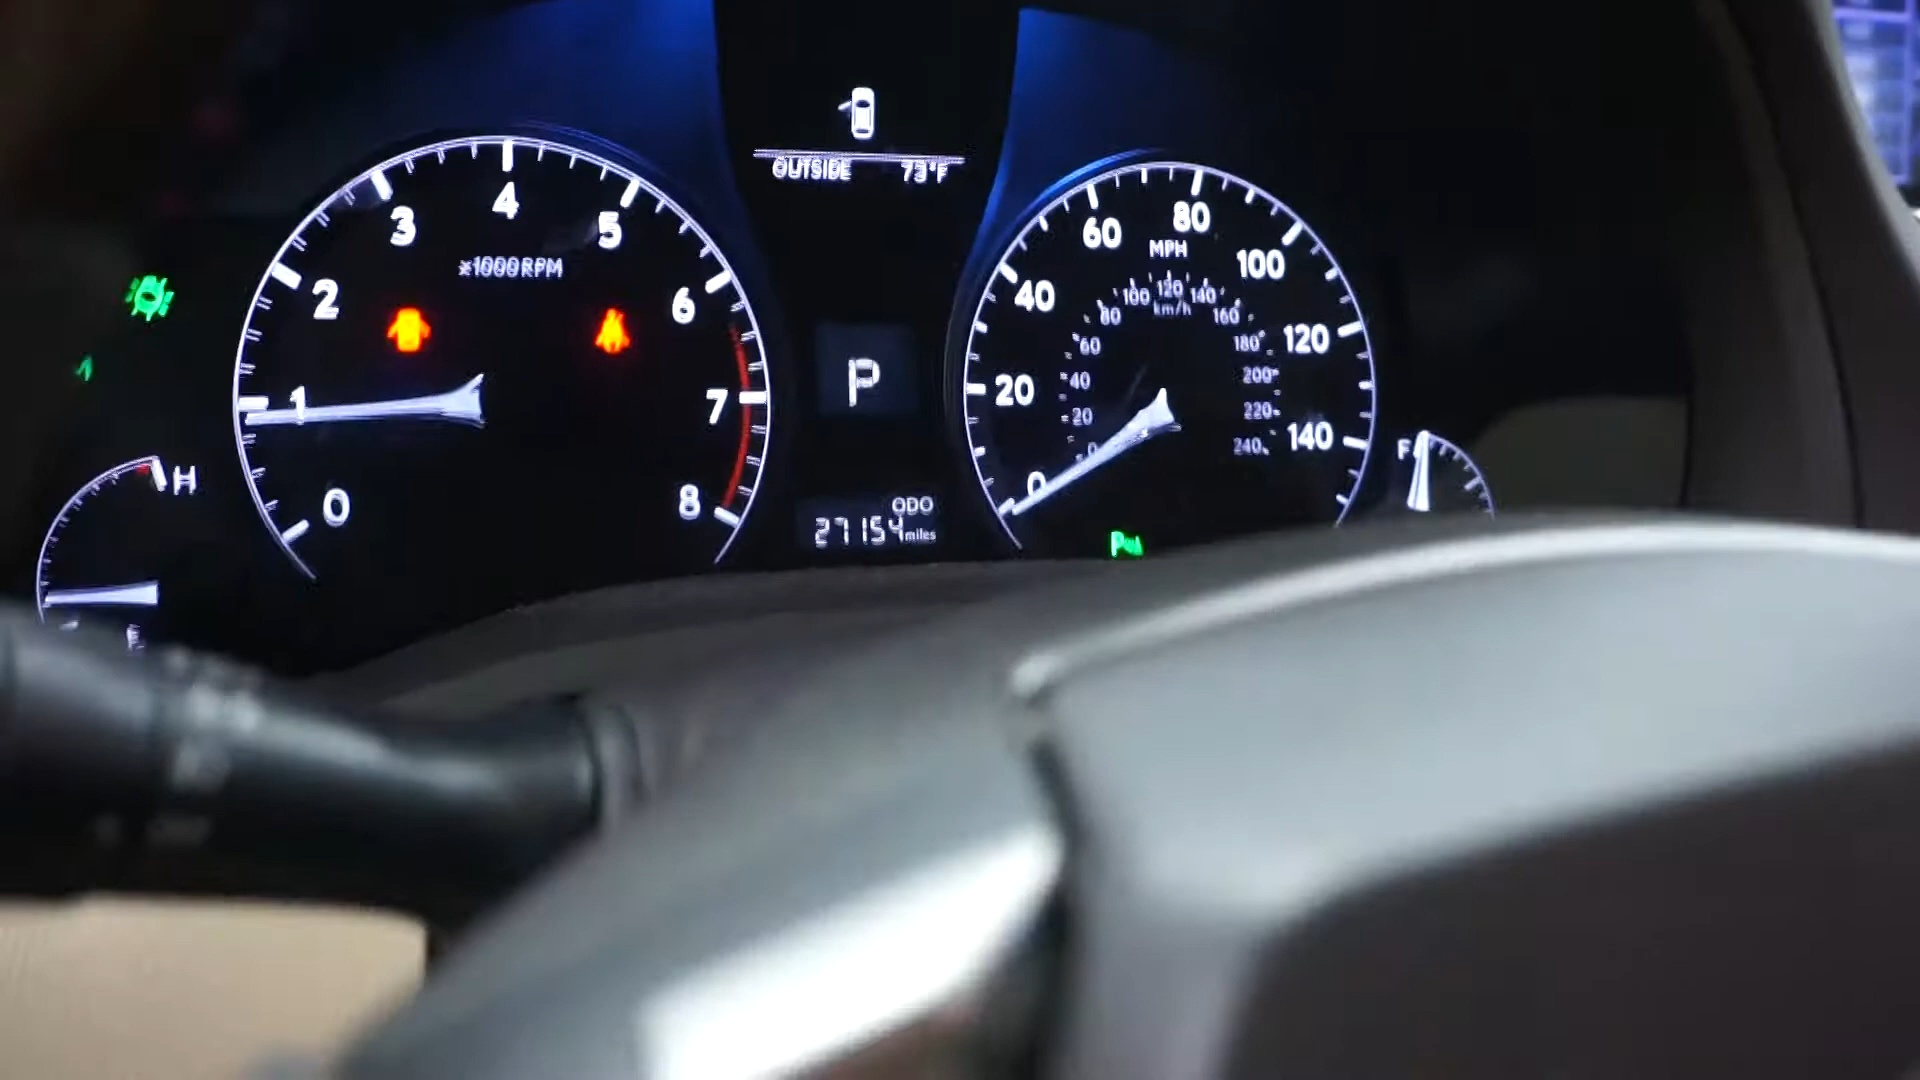 OUTSIDE 73°F
0 1 2 3 4 5 6 7 8
x1000RPM
P
ODO
27154 miles
0 20 40 60 80 100 120 140
MPH
0 20 40 60 80 100 120 140 160 180 200 220 240
km/h
H
F